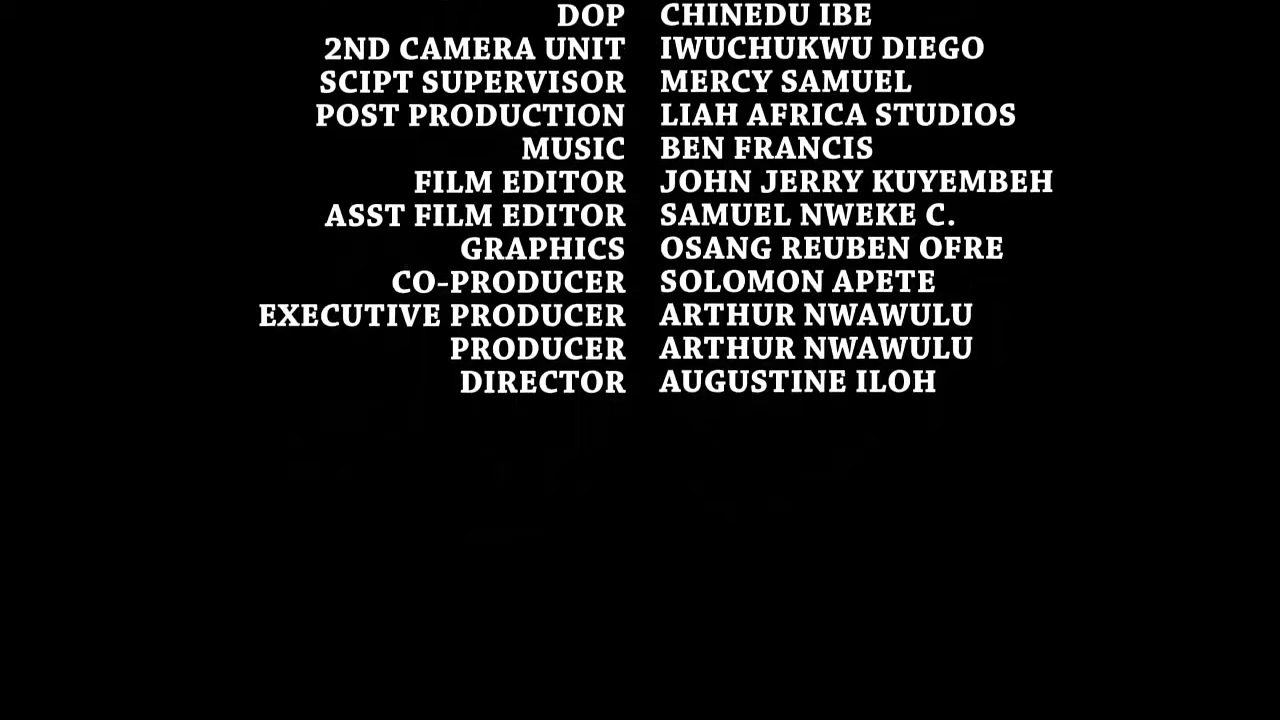 DOP CHINEDU IBE
2ND CAMERA UNIT IWUCHUKWU DIEGO
SCIPT SUPERVISOR MERCY SAMUEL
POST PRODUCTION LIAH AFRICA STUDIOS
MUSIC BEN FRANCIS
FILM EDITOR JOHN JERRY KUYEMBEH
ASST FILM EDITOR SAMUEL NWEKE C.
GRAPHICS OSANG REUBEN OFRE
CO-PRODUCER SOLOMON APETE
EXECUTIVE PRODUCER ARTHUR NWAWULU
PRODUCER ARTHUR NWAWULU
DIRECTOR AUGUSTINE ILOH